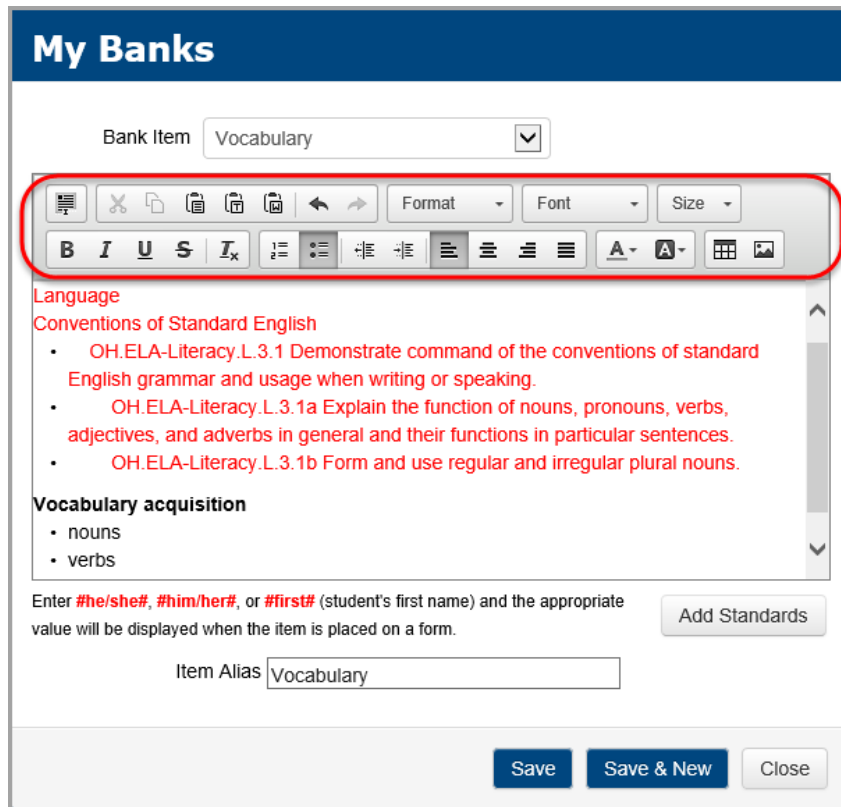 My Banks
Bank Item Vocabulary
Format Font Size
B I U S Ix A A
Language
Conventions of Standard English
• OH.ELA-Literacy.L.3.1 Demonstrate command of the conventions of standard
English grammar and usage when writing or speaking.
• OH.ELA-Literacy.L.3.1a Explain the function of nouns, pronouns, verbs,
adjectives, and adverbs in general and their functions in particular sentences.
• OH.ELA-Literacy.L.3.1b Form and use regular and irregular plural nouns.
Vocabulary acquisition
• nouns
• verbs
Enter #he/she#, #him/her#, or #first# (student's first name) and the appropriate
value will be displayed when the item is placed on a form.
Add Standards
Item Alias Vocabulary
Save Save & New Close